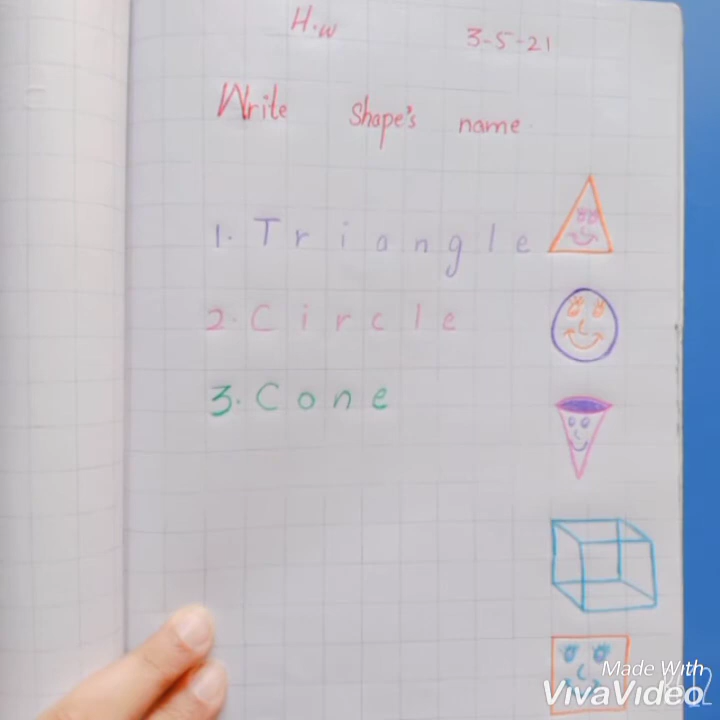 H.w 3-5-21
Write Shape's name.
1. Triangle
2. Circle
3. Cone
Made With
VivaVideo